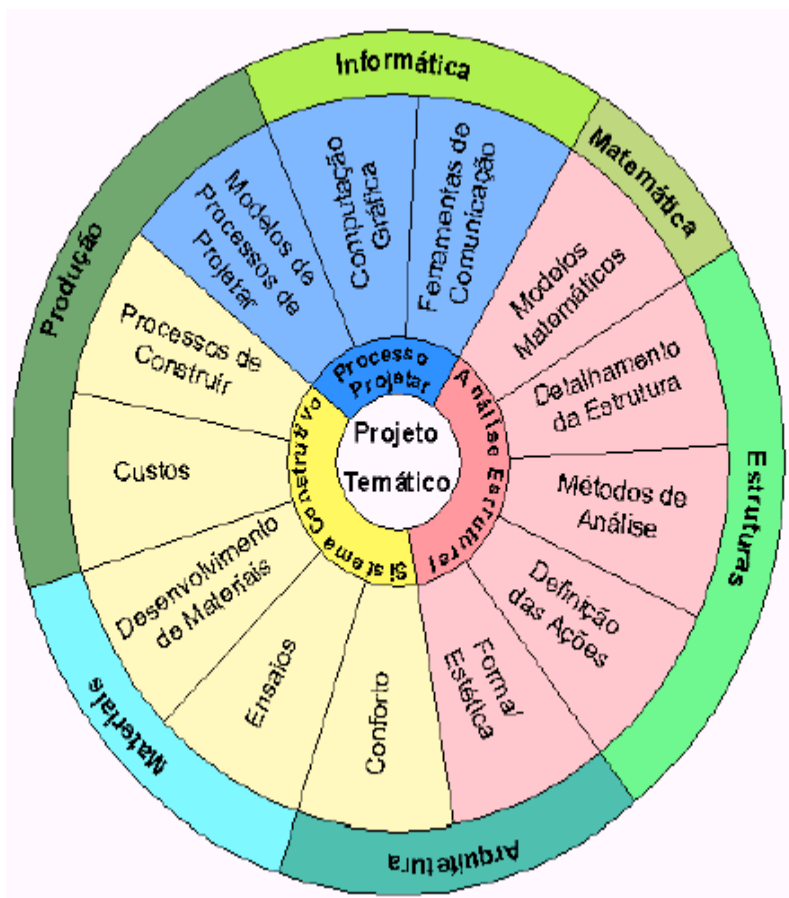 Informática
Matemática
Estruturas
Arquitetura
Materiais
Produção
Modelos de
Processos de
Projetar
Computação
Gráfica
Ferramentas de
Comunicação
Modelos
Matemáticos
Detalhamento
da Estrutura
Métodos de
Análise
Definição
das Ações
Forma/
Estética
Conforto
Ensaios
Desenvolvimento
de Materiais
Custos
Processos de
Construir
Processo
Projetar
Análise Estrutural
Sistema Construtivo
Projeto
Temático